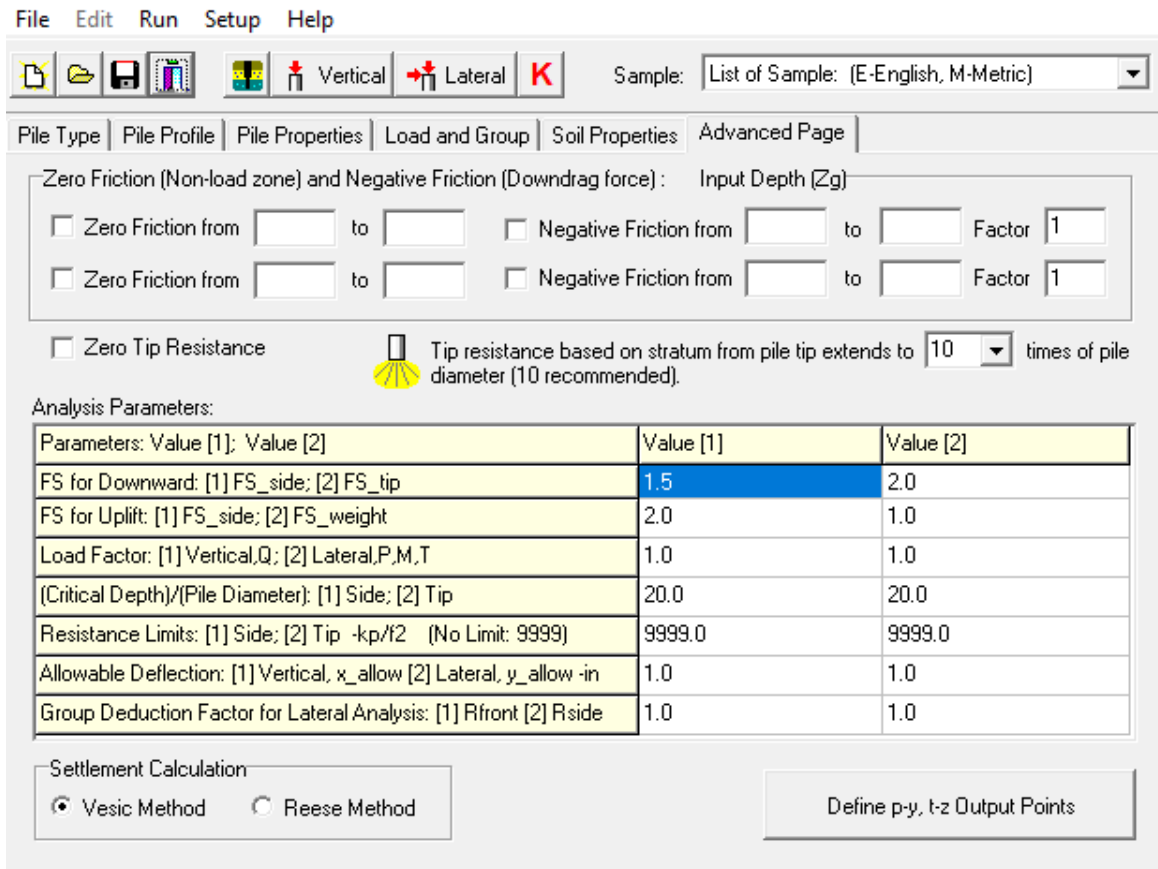 File Edit Run Setup Help
Vertical Lateral K Sample: List of Sample: (E-English, M-Metric)
Pile Type Pile Profile Pile Properties Load and Group Soil Properties Advanced Page
Zero Friction (Non-load zone) and Negative Friction (Downdrag force) : Input Depth (Zg)
Zero Friction from to Negative Friction from to Factor 1
Zero Friction from to Negative Friction from to Factor 1
Zero Tip Resistance Tip resistance based on stratum from pile tip extends to 10 times of pile
diameter (10 recommended).
Analysis Parameters:
Parameters: Value [1]; Value [2] Value [1] Value [2]
FS for Downward: [1] FS_side; [2] FS_tip 1.5 2.0
FS for Uplift: [1] FS_side; [2] FS_weight 2.0 1.0
Load Factor: [1] Vertical,Q; [2] Lateral,P,M,T 1.0 1.0
(Critical Depth)/(Pile Diameter): [1] Side; [2] Tip 20.0 20.0
Resistance Limits: [1] Side; [2] Tip -kp/f2 (No Limit: 9999) 9999.0 9999.0
Allowable Deflection: [1] Vertical, x_allow [2] Lateral, y_allow -in 1.0 1.0
Group Deduction Factor for Lateral Analysis: [1] Rfront [2] Rside 1.0 1.0
Settlement Calculation
Vesic Method Reese Method Define p-y, t-z Output Points